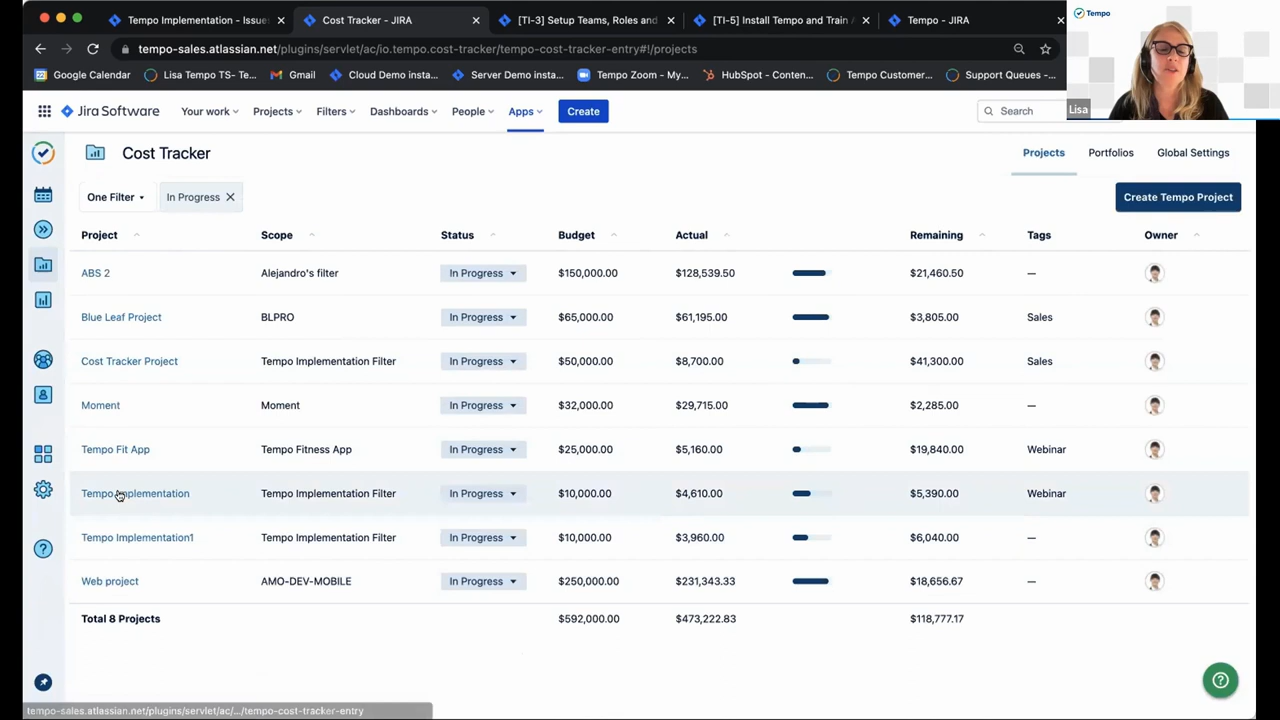 Tempo Implementation - Issue
Cost Tracker - JIRA
[TI-3] Setup Teams, Roles and
[TI-5] Install Tempo and Train
Tempo - JIRA
Tempo
tempo-sales.atlassian.net/plugins/servlet/ac/io.tempo.cost-tracker/tempo-cost-tracker-entry#!/projects
Google Calendar
Lisa Tempo TS- Te...
Gmail
Cloud Demo insta...
Server Demo instan...
Tempo Zoom - My...
HubSpot - Conten...
Tempo Customer...
Support Queues -...
Lisa
Jira Software
Your work
Projects
Filters
Dashboards
People
Apps
Create
Search
Cost Tracker
Projects
Portfolios
Global Settings
One Filter
In Progress
Create Tempo Project
Project Scope Status Budget Actual Remaining Tags Owner
ABS 2 Alejandro's filter In Progress $150,000.00 $128,539.50 $21,460.50 —
Blue Leaf Project BLPRO In Progress $65,000.00 $61,195.00 $3,805.00 Sales
Cost Tracker Project Tempo Implementation Filter In Progress $50,000.00 $8,700.00 $41,300.00 Sales
Moment Moment In Progress $32,000.00 $29,715.00 $2,285.00 —
Tempo Fit App Tempo Fitness App In Progress $25,000.00 $5,160.00 $19,840.00 Webinar
Tempo Implementation Tempo Implementation Filter In Progress $10,000.00 $4,610.00 $5,390.00 Webinar
Tempo Implementation1 Tempo Implementation Filter In Progress $10,000.00 $3,960.00 $6,040.00 —
Web project AMO-DEV-MOBILE In Progress $250,000.00 $231,343.33 $18,656.67 —
Total 8 Projects $592,000.00 $473,222.83 $118,777.17
tempo-sales.atlassian.net/plugins/servlet/ac/.../tempo-cost-tracker-entry